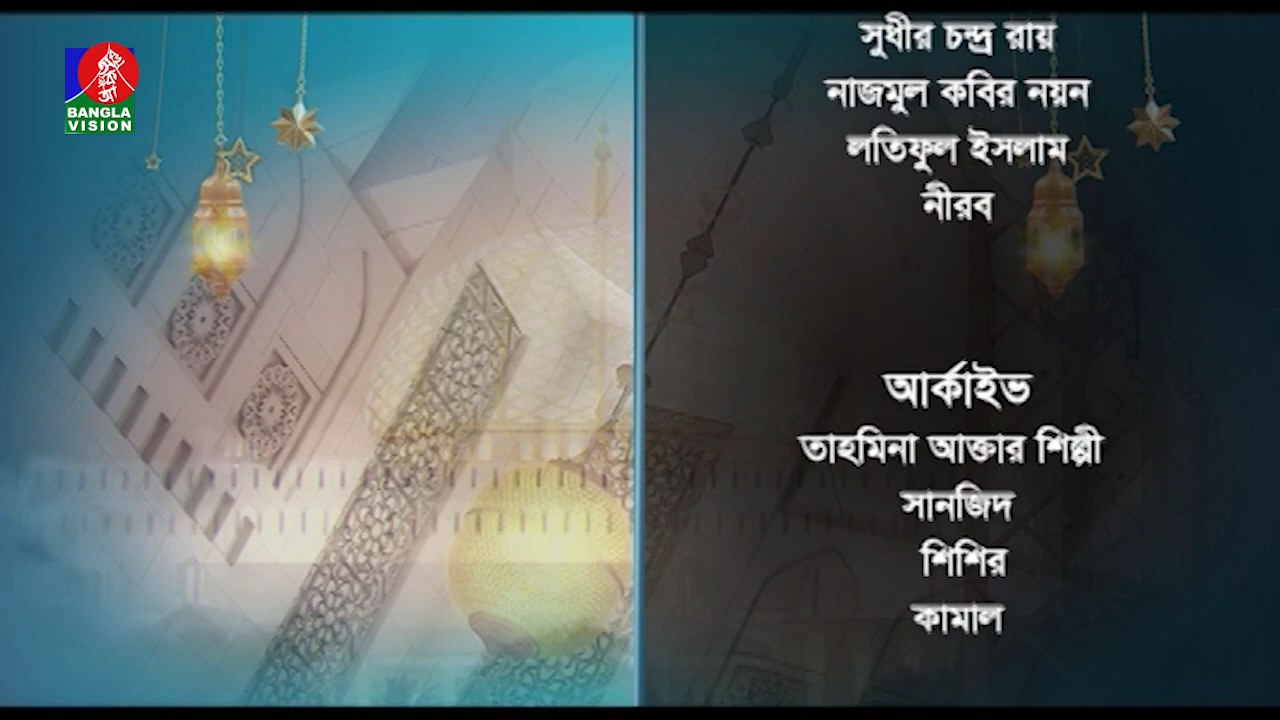 BANGLA
VISION
সুধীর চন্দ্র রায়
নাজমুল কবির নয়ন
লতিফুল ইসলাম
নীরব
আর্কাইভ
তাহমিনা আক্তার শিল্পী
সানজিদ
শিশির
কামাল